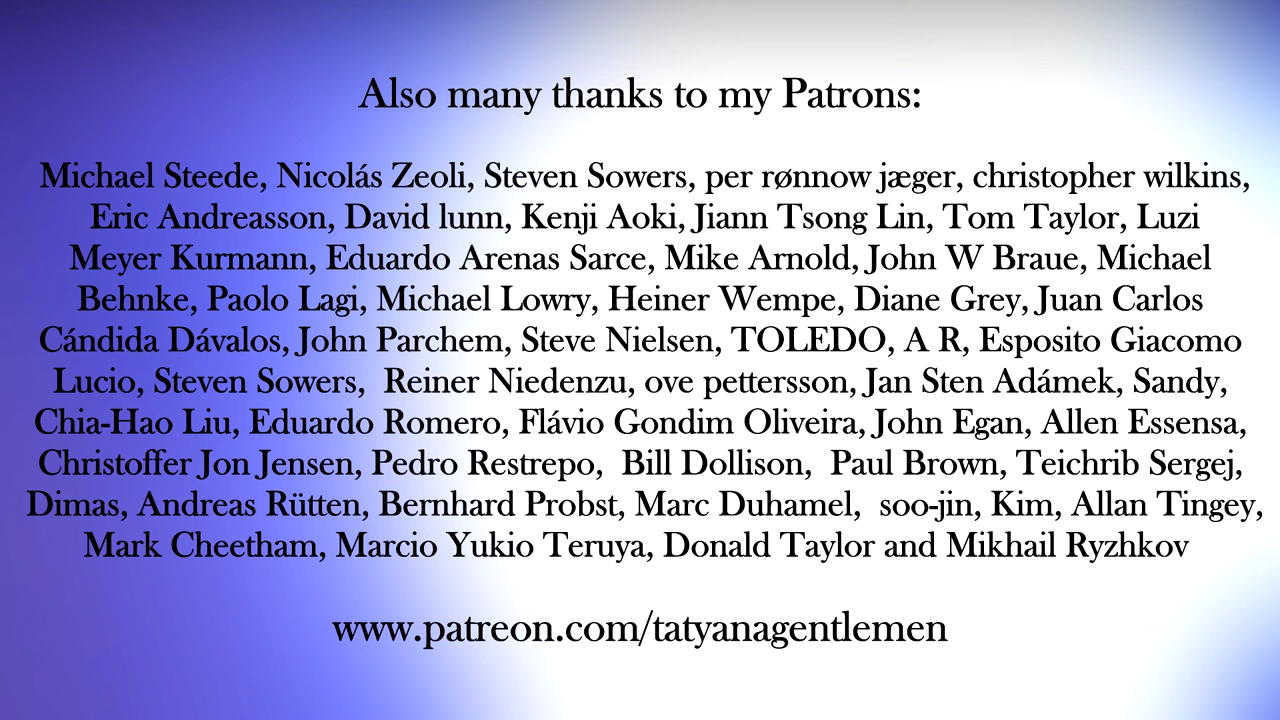 Also many thanks to my Patrons:
Michael Steede, Nicolás Zeoli, Steven Sowers, per rønnow jæger, christopher wilkins,
Eric Andreasson, David lunn, Kenji Aoki, Jiann Tsong Lin, Tom Taylor, Luzi
Meyer Kurmann, Eduardo Arenas Sarce, Mike Arnold, John W Braue, Michael
Behnke, Paolo Lagi, Michael Lowry, Heiner Wempe, Diane Grey, Juan Carlos
Cándida Dávalos, John Parchem, Steve Nielsen, TOLEDO, A R, Esposito Giacomo
Lucio, Steven Sowers,  Reiner Niedenzu, ove pettersson, Jan Sten Adámek, Sandy,
Chia-Hao Liu, Eduardo Romero, Flávio Gondim Oliveira, John Egan, Allen Essensa,
Christoffer Jon Jensen, Pedro Restrepo,  Bill Dollison,  Paul Brown, Teichrib Sergej,
Dimas, Andreas Rütten, Bernhard Probst, Marc Duhamel,  soo-jin, Kim, Allan Tingey,
Mark Cheetham, Marcio Yukio Teruya, Donald Taylor and Mikhail Ryzhkov
www.patreon.com/tatyanagentlemen